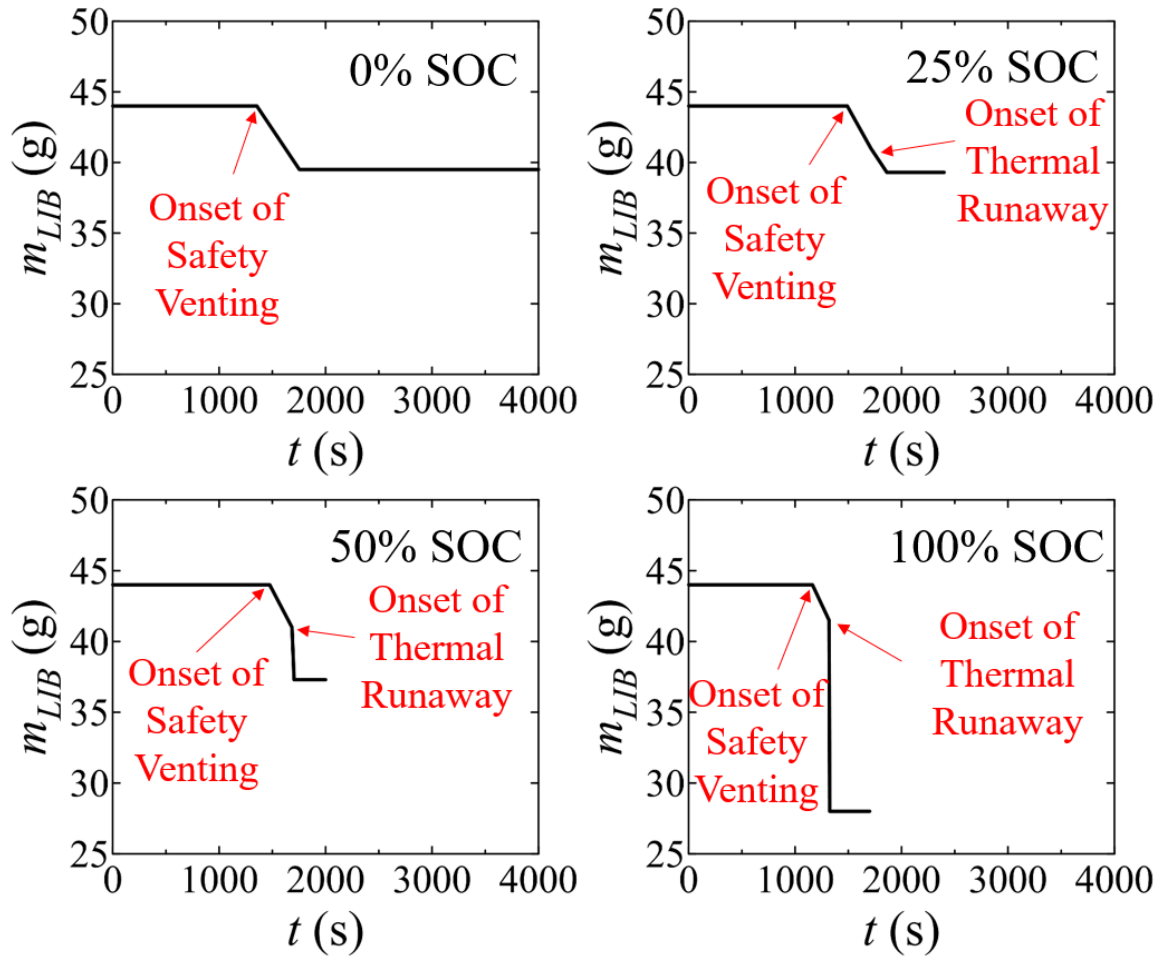 50
45
40
35
30
25
m_LIB (g)
0% SOC
Onset of
Safety
Venting
0 1000 2000 3000 4000
t (s)
50
45
40
35
30
25
m_LIB (g)
25% SOC
Onset of
Thermal
Runaway
Onset of
Safety
Venting
0 1000 2000 3000 4000
t (s)
50
45
40
35
30
25
m_LIB (g)
50% SOC
Onset of
Thermal
Runaway
Onset of
Safety
Venting
0 1000 2000 3000 4000
t (s)
50
45
40
35
30
25
m_LIB (g)
100% SOC
Onset of
Thermal
Runaway
Onset of
Safety
Venting
0 1000 2000 3000 4000
t (s)